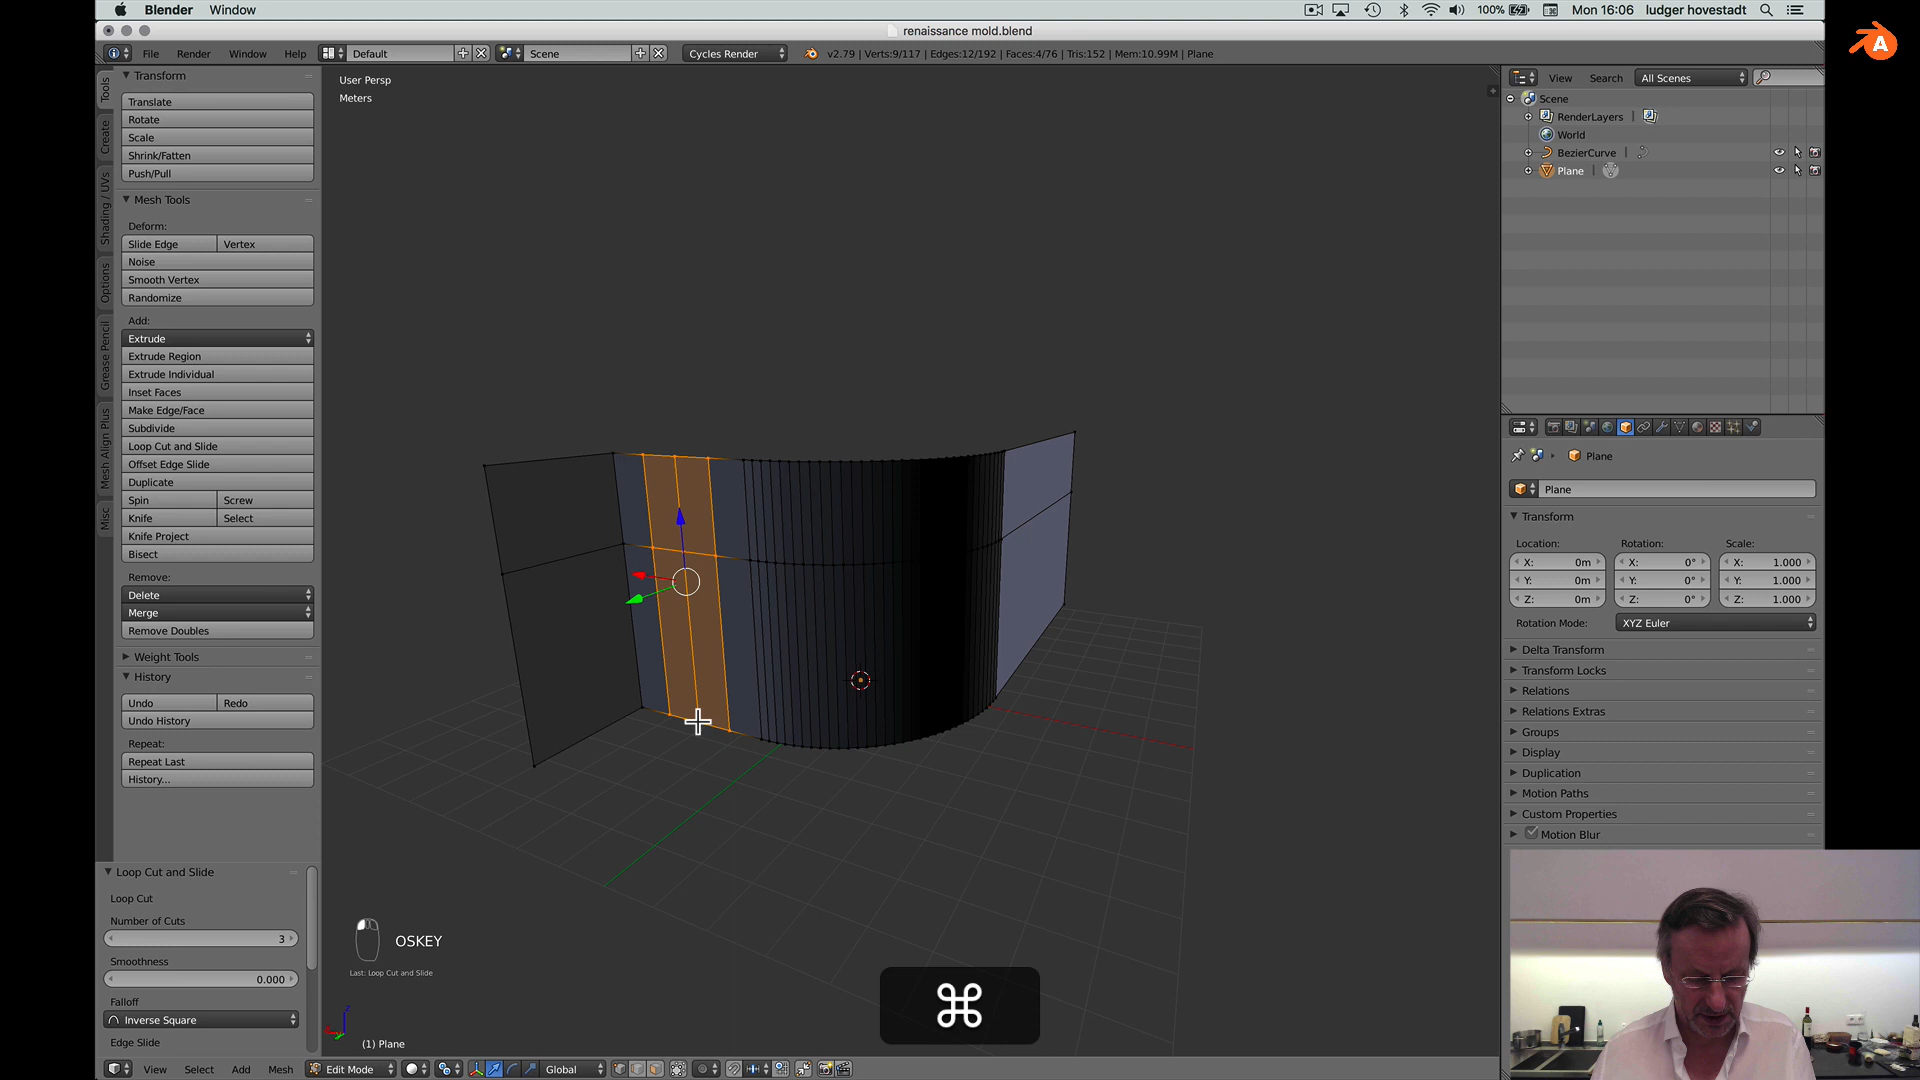 Blender Window
100% Mon 16:06 ludger hovestadt
renaissance mold.blend
File Render Window Help Default Scene Cycles Render v2.79 | Verts:9/117 | Edges:12/192 | Faces:4/76 | Tris:152 | Mem:10.99M | Plane
Tools
Create
Shading / UVs
Options
Grease Pencil
Mesh Align Plus
Misc
Transform
Translate
Rotate
Scale
Shrink/Fatten
Push/Pull
Mesh Tools
Deform:
Slide Edge Vertex
Noise
Smooth Vertex
Randomize
Add:
Extrude
Extrude Region
Extrude Individual
Inset Faces
Make Edge/Face
Subdivide
Loop Cut and Slide
Offset Edge Slide
Duplicate
Spin Screw
Knife Select
Knife Project
Bisect
Remove:
Delete
Merge
Remove Doubles
Weight Tools
History
Undo Redo
Undo History
Repeat:
Repeat Last
History...
Loop Cut and Slide
Loop Cut
Number of Cuts
3
Smoothness
0.000
Falloff
Inverse Square
Edge Slide
User Persp
Meters
OSKEY
Last: Loop Cut and Slide
⌘
(1) Plane
View Select Add Mesh Edit Mode Global
View Search All Scenes
Scene
RenderLayers
World
BezierCurve
Plane
Plane
Plane
Transform
Location: Rotation: Scale:
X: 0m X: 0° X: 1.000
Y: 0m Y: 0° Y: 1.000
Z: 0m Z: 0° Z: 1.000
Rotation Mode: XYZ Euler
Delta Transform
Transform Locks
Relations
Relations Extras
Groups
Display
Duplication
Motion Paths
Custom Properties
Motion Blur
A